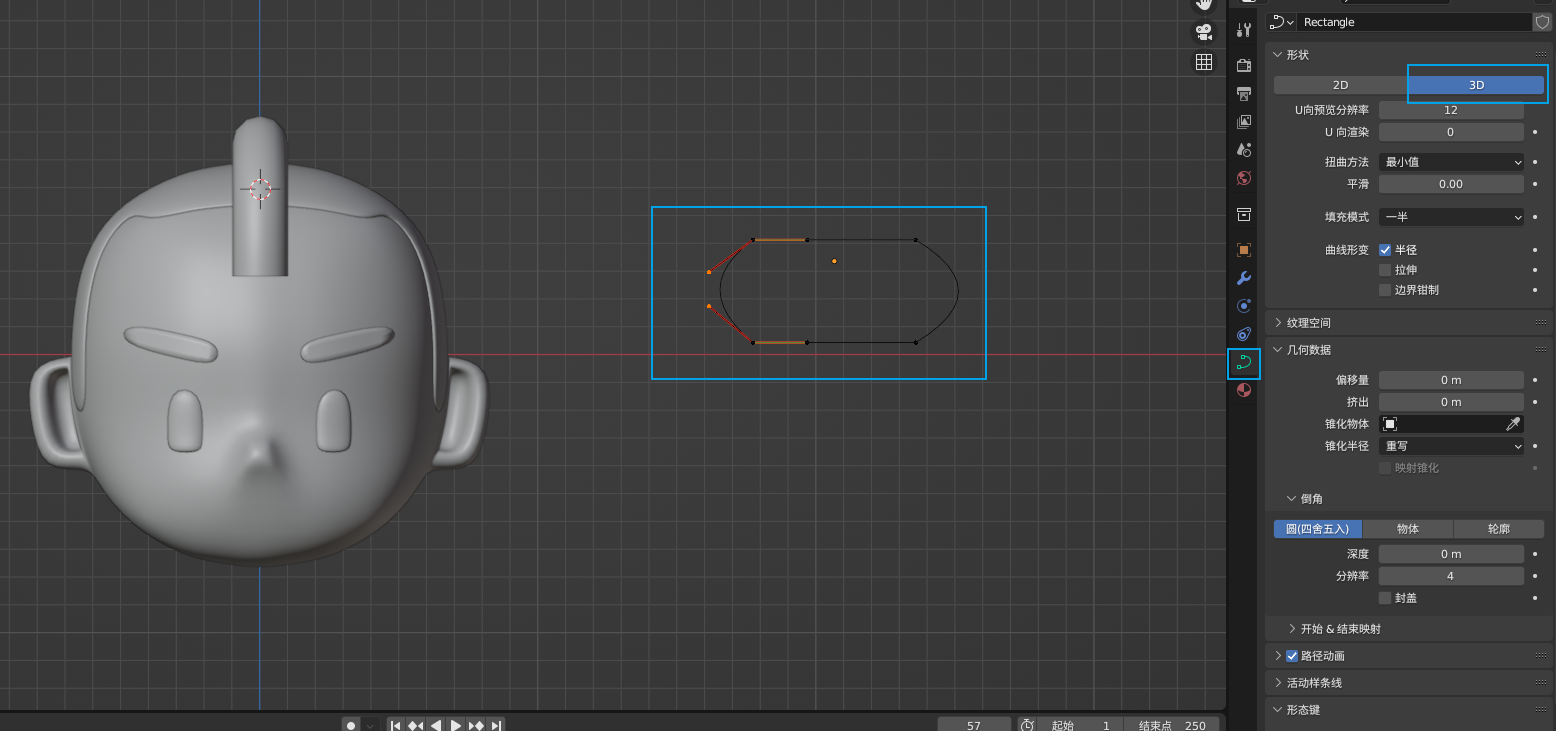 Rectangle
形状
2D 3D
U向预览分辨率 12
U 向渲染 0
扭曲方法 最小值
平滑 0.00
填充模式 一半
曲线形变 半径
拉伸
边界钳制
纹理空间
几何数据
偏移量 0 m
挤出 0 m
锥化物体
锥化半径 重写
映射锥化
倒角
圆(四舍五入) 物体 轮廓
深度 0 m
分辨率 4
封盖
开始 & 结束映射
路径动画
活动样条线
形态键
57 起始 1 结束点 250